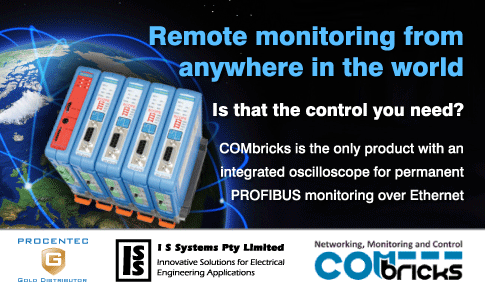 Remote monitoring from
anywhere in the world
Is that the control you need?
COMbricks is the only product with an
integrated oscilloscope for permanent
PROFIBUS monitoring over Ethernet
PROCENTEC
G
GOLD DISTRIBUTOR
IS
IS
I S Systems Pty Limited
Innovative Solutions for Electrical
Engineering Applications
Networking, Monitoring and Control
COMbricks